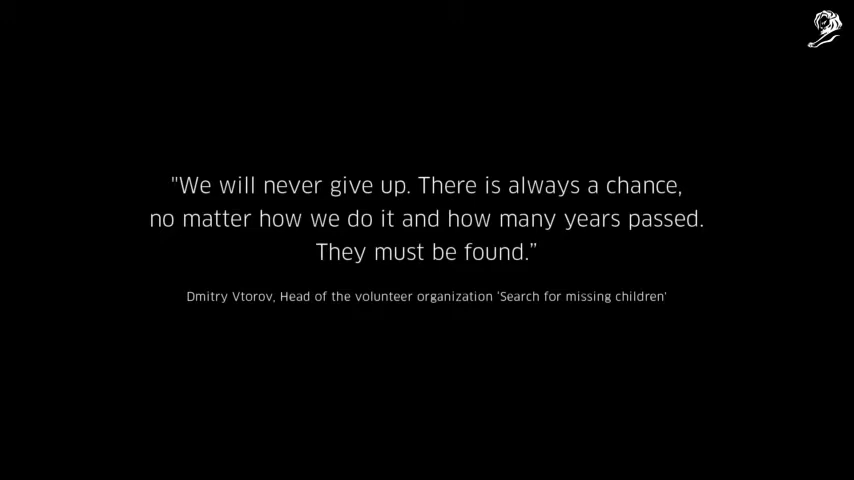 "We will never give up. There is always a chance,
no matter how we do it and how many years passed.
They must be found.”
Dmitry Vtorov, Head of the volunteer organization ‘Search for missing children'